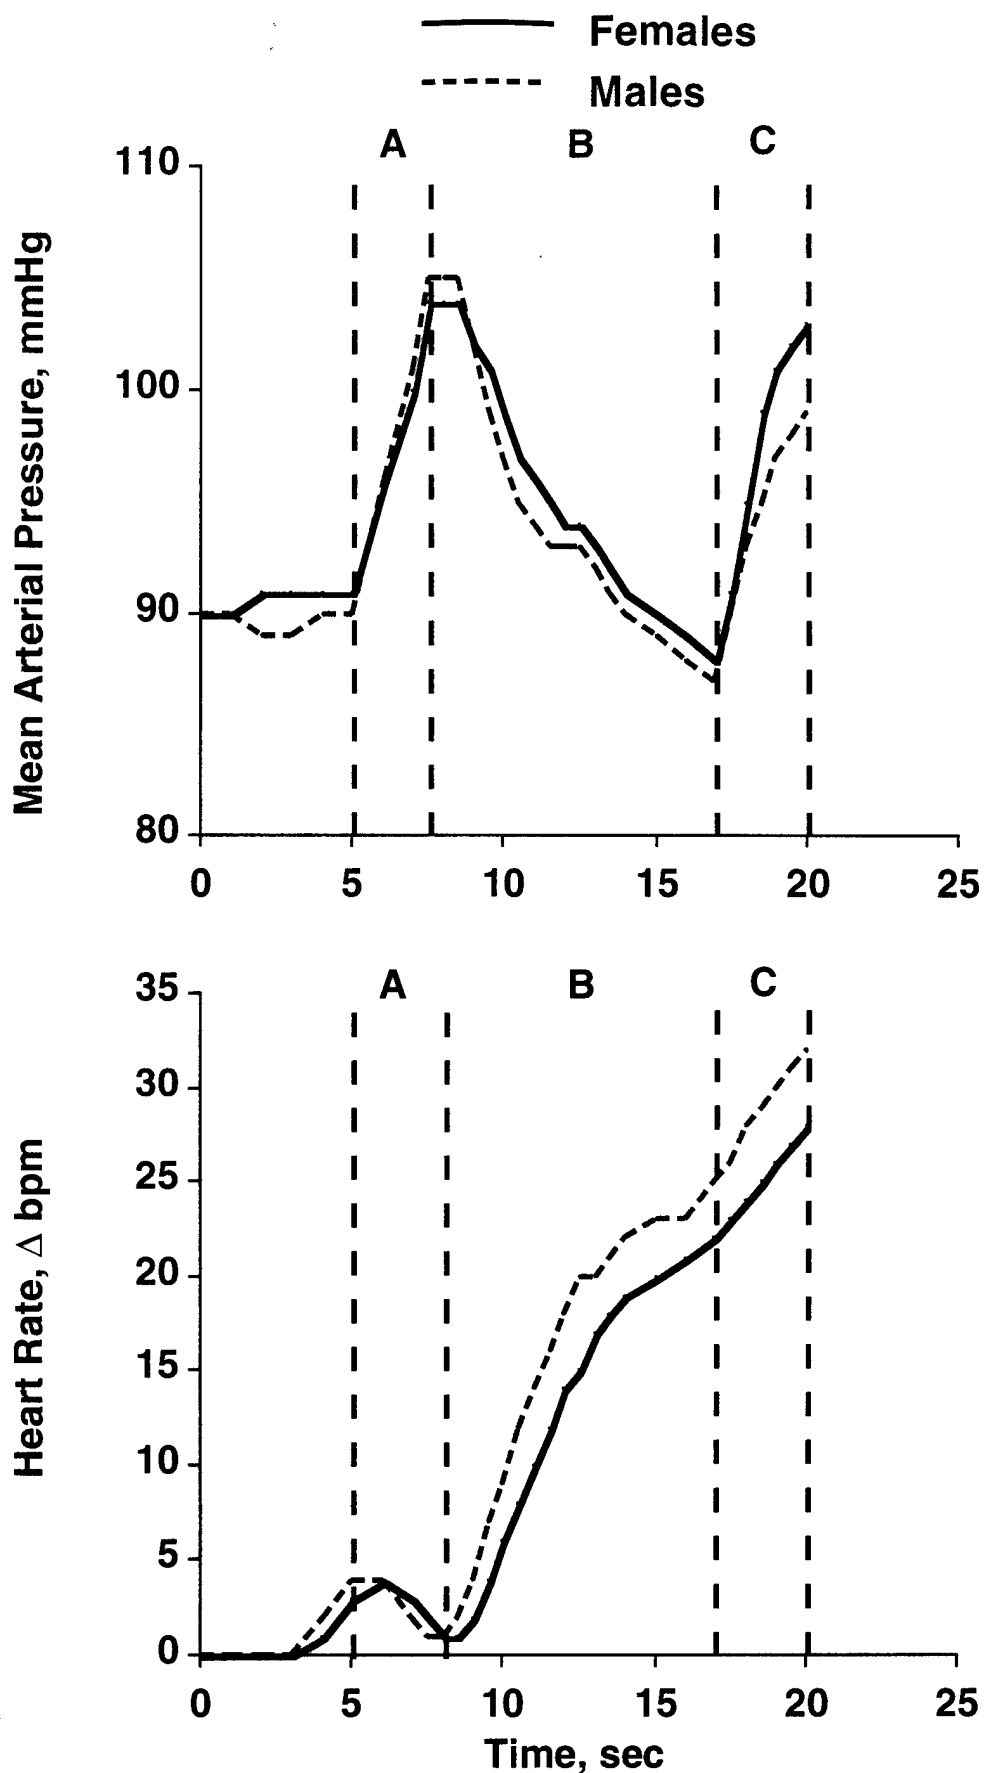 Females
Males
A B C
110
100
90
80
Mean Arterial Pressure, mmHg
0 5 10 15 20 25
A B C
35
30
25
20
15
10
5
0
Heart Rate, Δ bpm
0 5 10 15 20 25
Time, sec